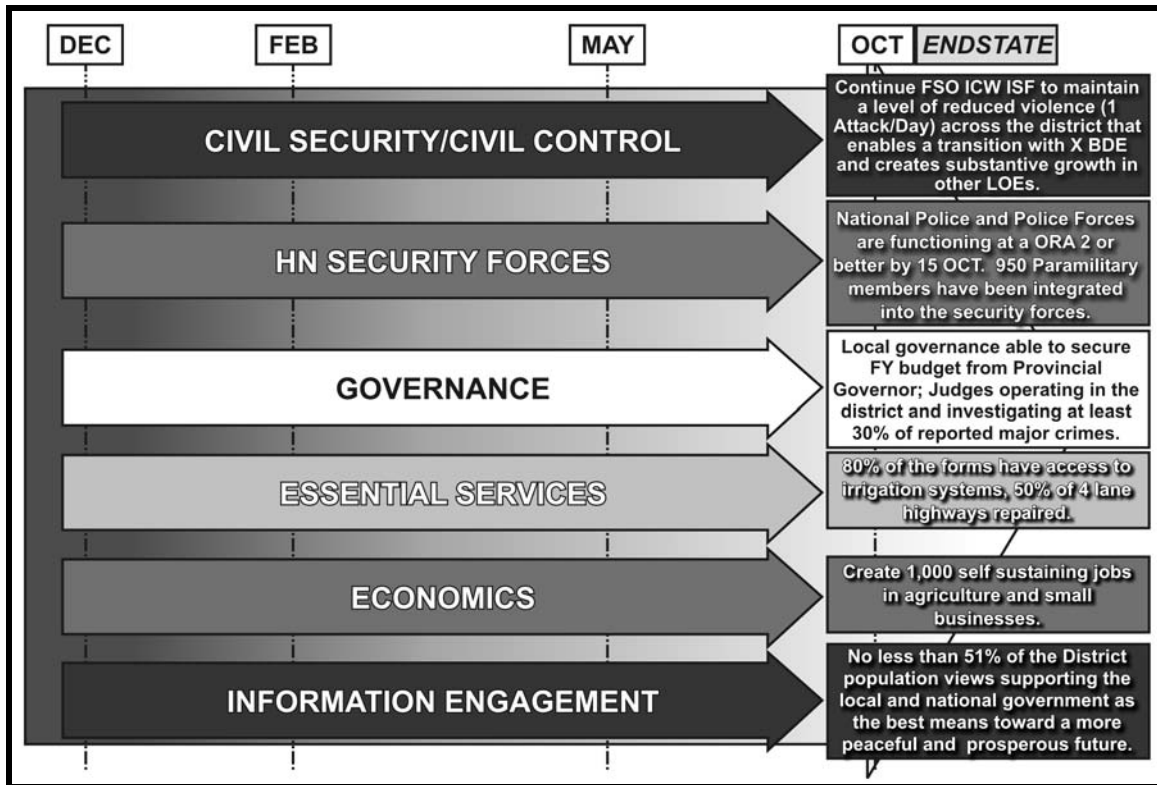 DEC
FEB
MAY
OCT
ENDSTATE
CIVIL SECURITY/CIVIL CONTROL
Continue FSO ICW ISF to maintain
a level of reduced violence (1
Attack/Day) across the district that
enables a transition with X BDE
and creates substantive growth in
other LOEs.
HN SECURITY FORCES
National Police and Police Forces
are functioning at a ORA 2 or
better by 15 OCT. 950 Paramilitary
members have been integrated
into the security forces.
GOVERNANCE
Local governance able to secure
FY budget from Provincial
Governor; Judges operating in the
district and investigating at least
30% of reported major crimes.
ESSENTIAL SERVICES
80% of the forms have access to
irrigation systems, 50% of 4 lane
highways repaired.
ECONOMICS
Create 1,000 self sustaining jobs
in agriculture and small
businesses.
INFORMATION ENGAGEMENT
No less than 51% of the District
population views supporting the
local and national government as
the best means toward a more
peaceful and prosperous future.